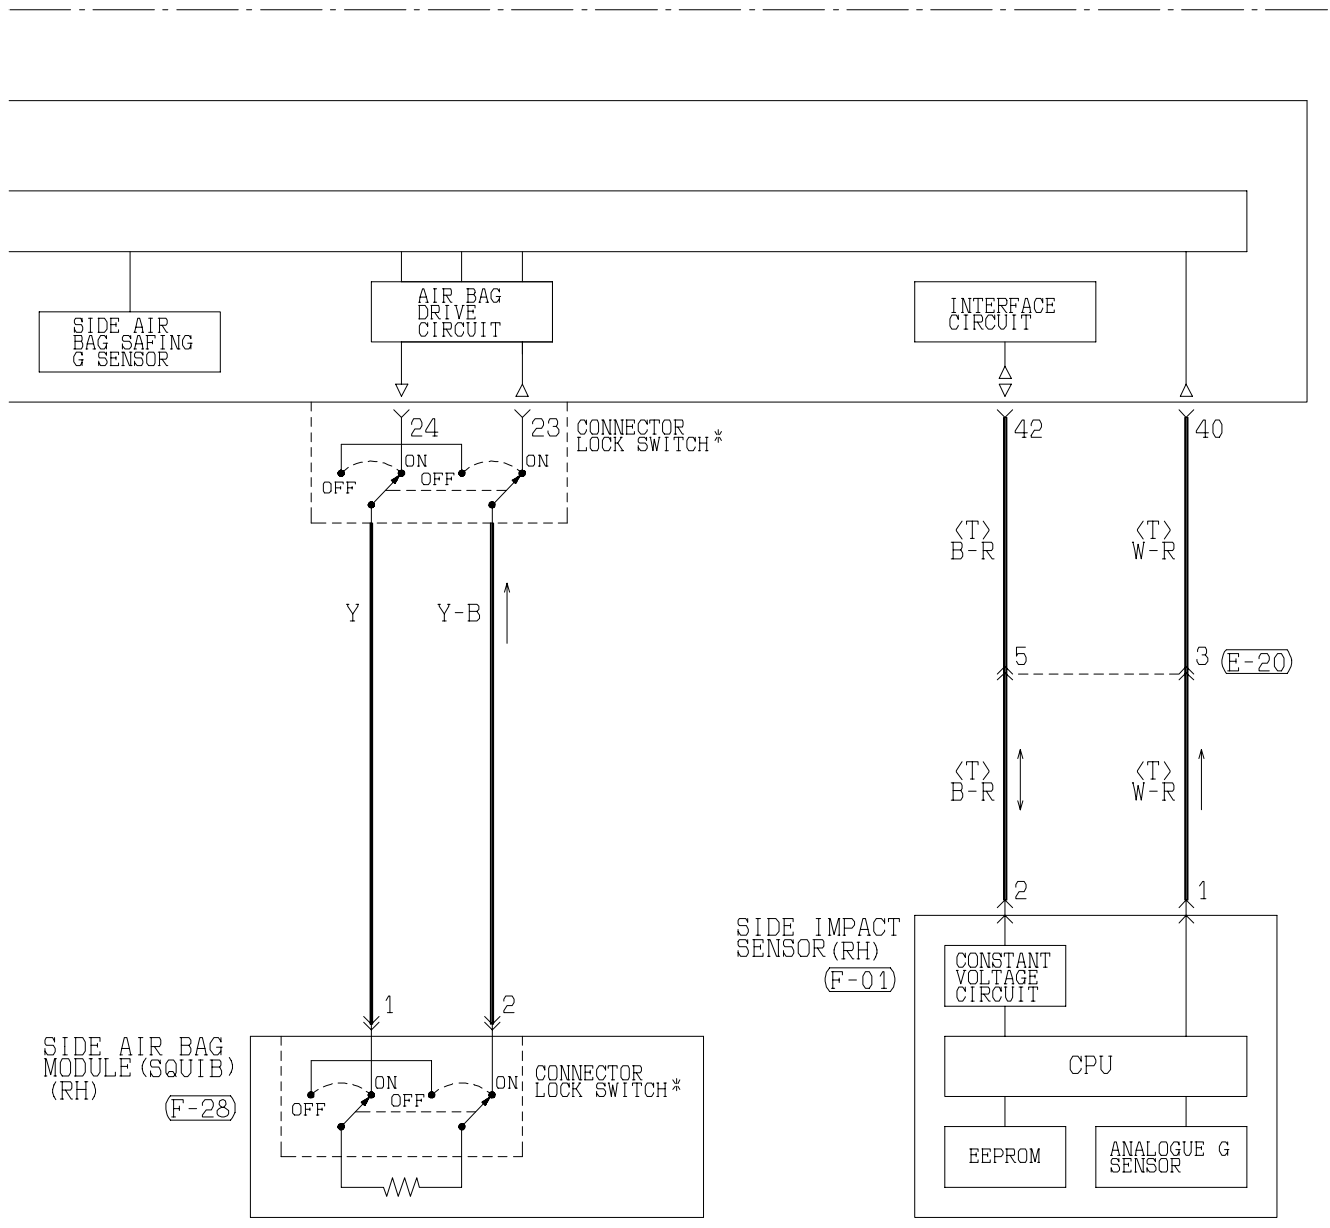 AIR BAG
DRIVE
CIRCUIT
INTERFACE
CIRCUIT
SIDE AIR
BAG SAFING
G SENSOR
24
23
CONNECTOR
LOCK SWITCH*
42
40
ON
ON
OFF
OFF
<T>
B-R
<T>
W-R
Y
Y-B
5
3
E-20
<T>
B-R
<T>
W-R
2
1
SIDE IMPACT
SENSOR (RH)
F-01
CONSTANT
VOLTAGE
CIRCUIT
1
2
SIDE AIR BAG
MODULE (SQUIB)
(RH)
F-28
ON
ON
OFF
OFF
CONNECTOR
LOCK SWITCH*
CPU
EEPROM
ANALOGUE G
SENSOR